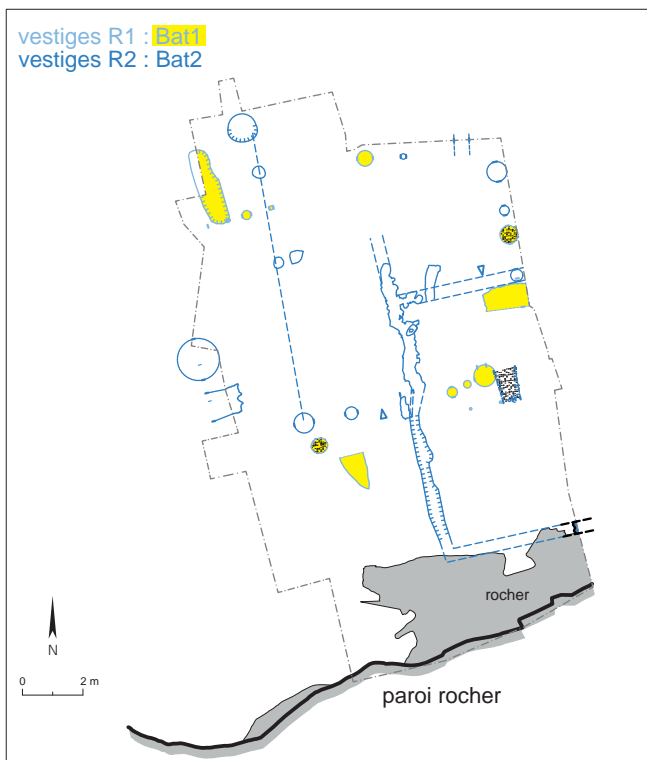 vestiges R1 : Bat1
vestiges R2 : Bat2
rocher
N
0 2 m
paroi rocher